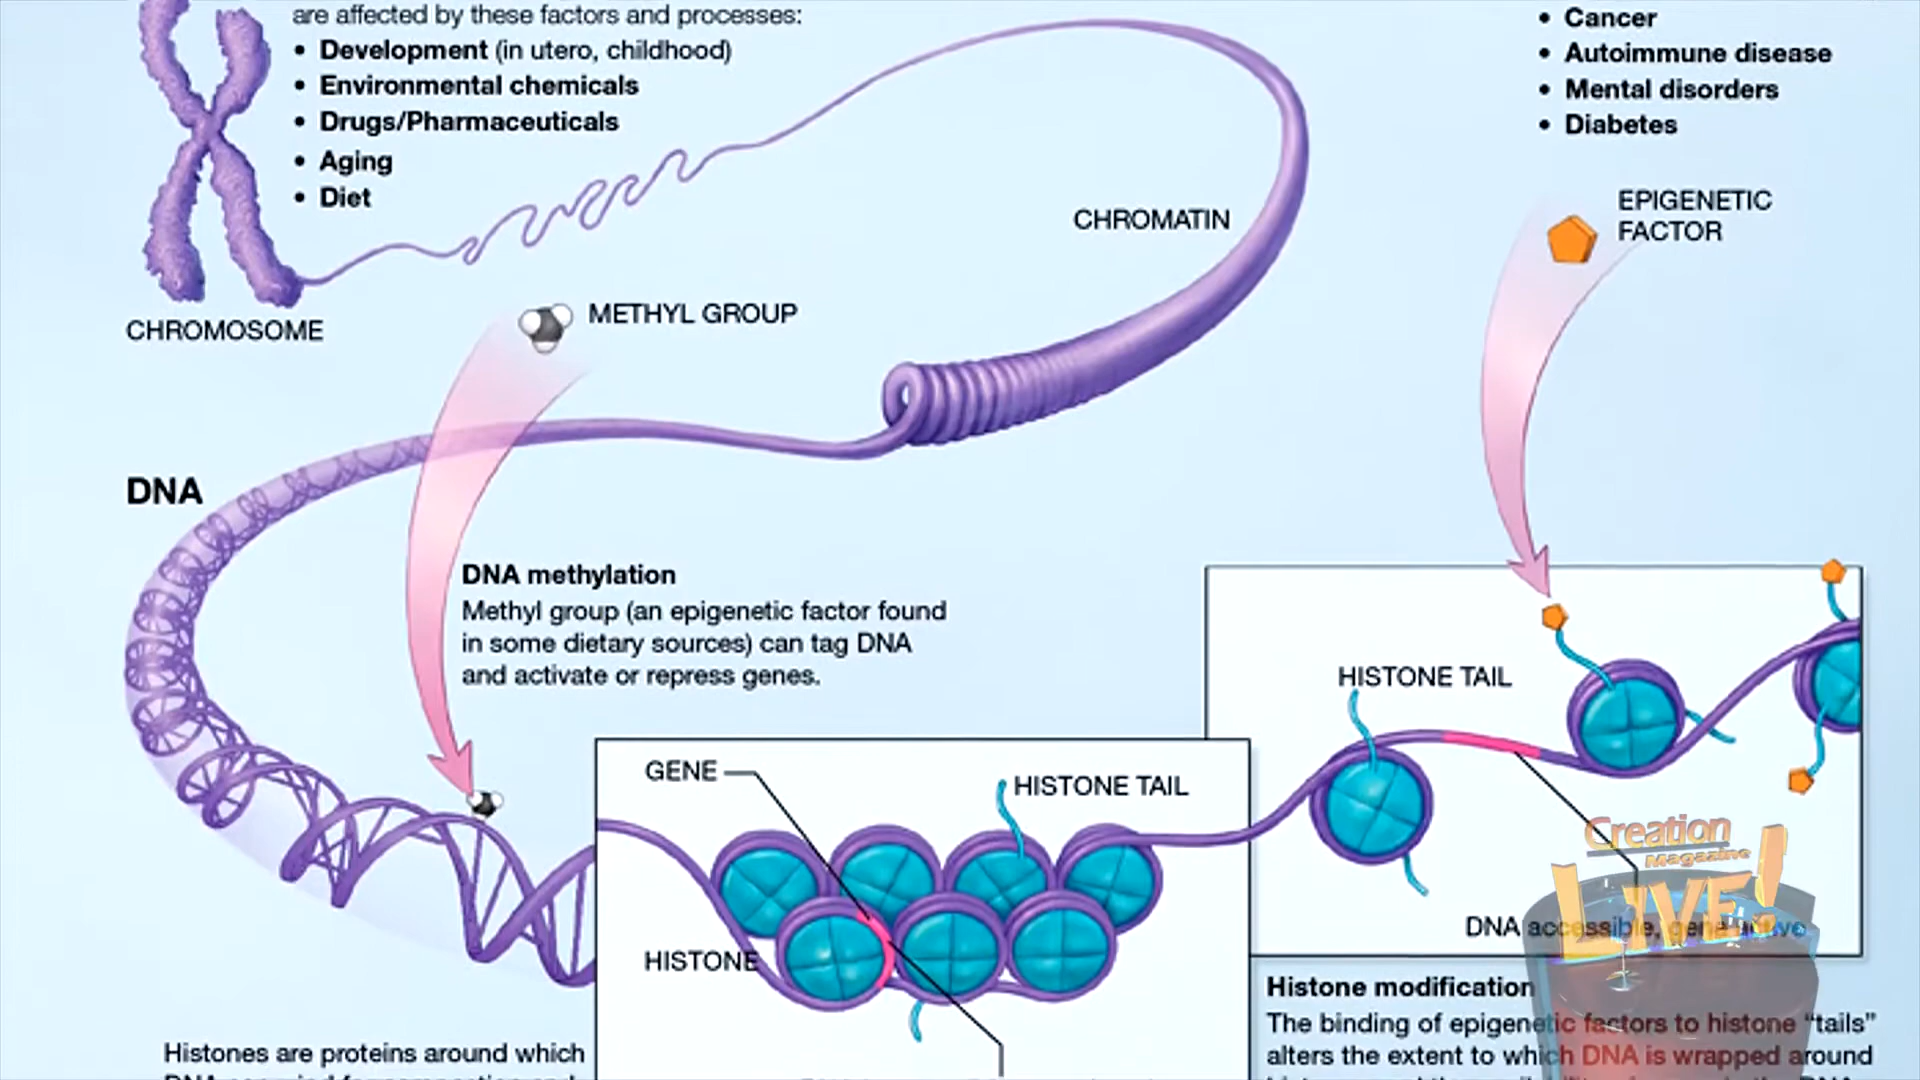 are affected by these factors and processes:
• Development (in utero, childhood)
• Environmental chemicals
• Drugs/Pharmaceuticals
• Aging
• Diet
• Cancer
• Autoimmune disease
• Mental disorders
• Diabetes
EPIGENETIC
FACTOR
CHROMATIN
METHYL GROUP
CHROMOSOME
DNA
DNA methylation
Methyl group (an epigenetic factor found
in some dietary sources) can tag DNA
and activate or repress genes.
HISTONE TAIL
GENE
HISTONE TAIL
HISTONE
DNA accessible, gene active
Creation
Magazine
LIVE!
Histone modification
The binding of epigenetic factors to histone “tails”
alters the extent to which DNA is wrapped around
Histones are proteins around which